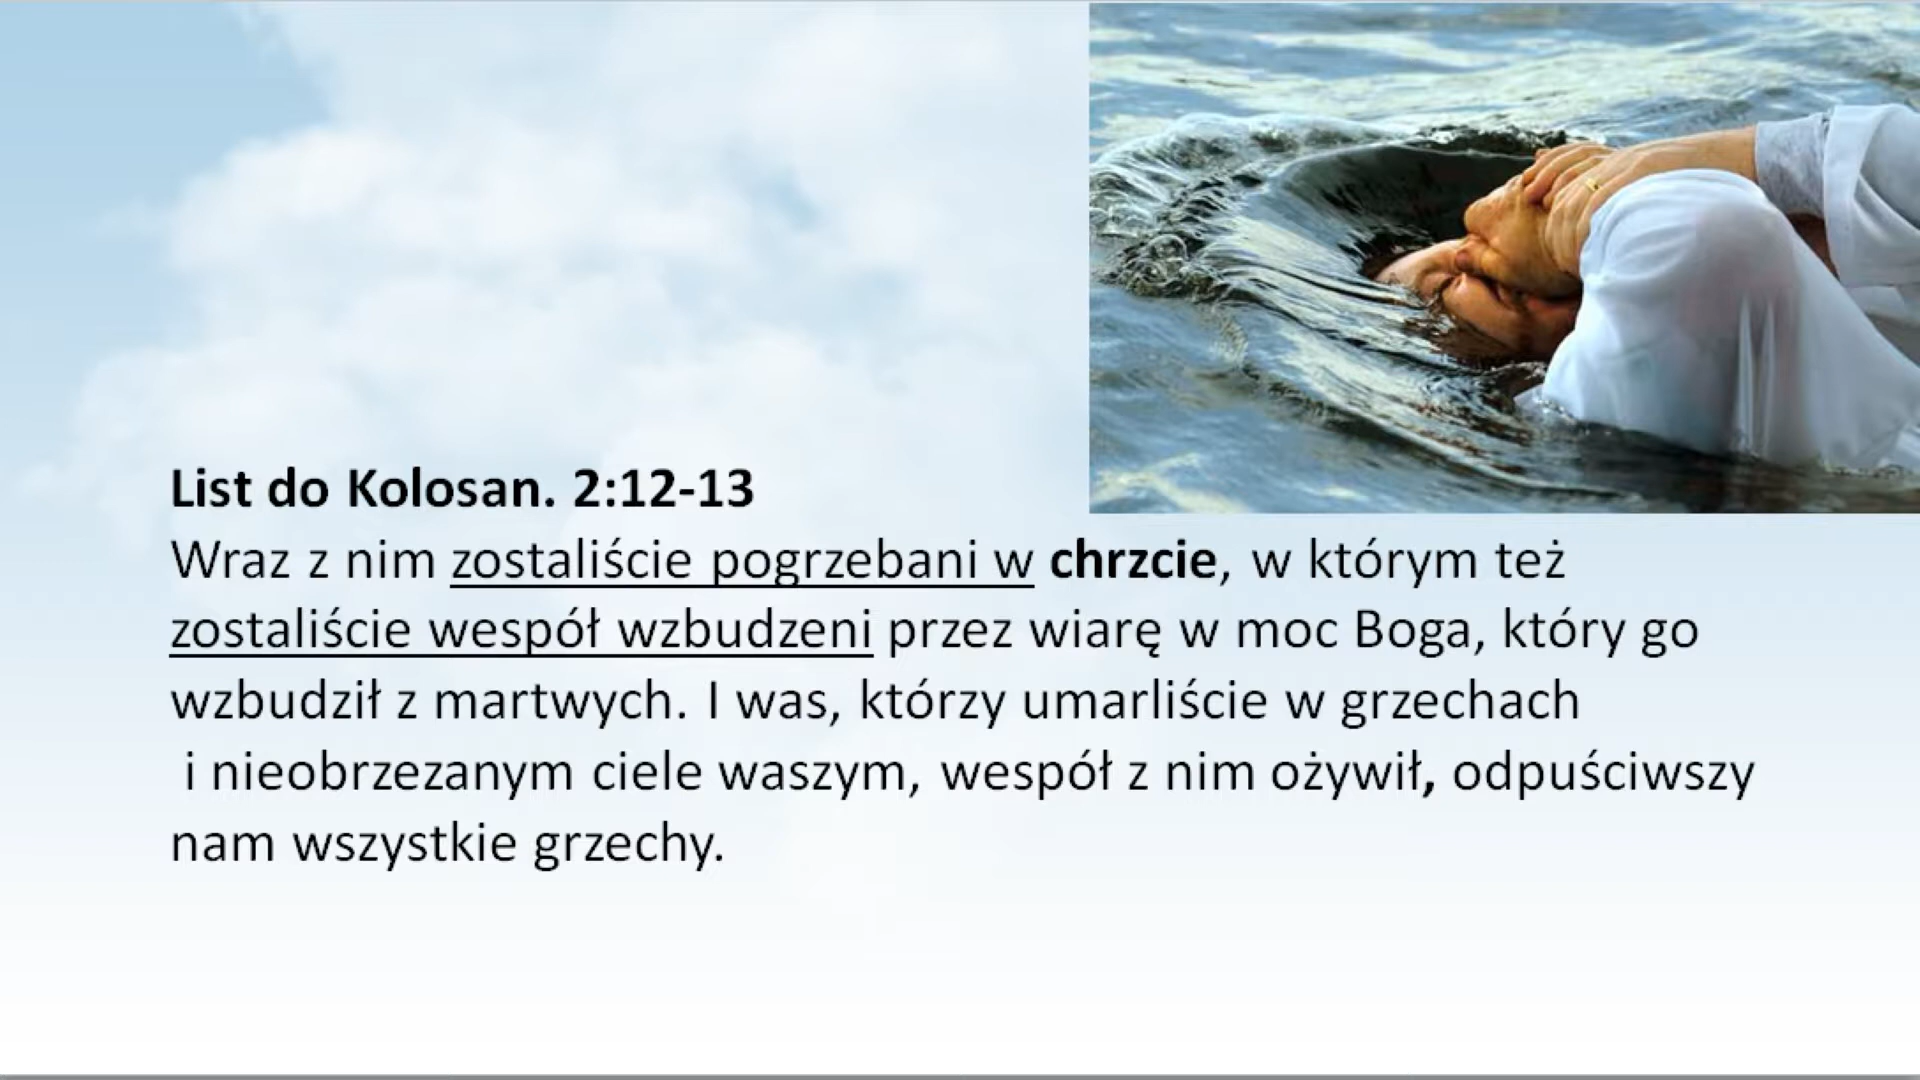 List do Kolosan. 2:12-13
Wraz z nim zostaliście pogrzebani w chrzcie, w którym też
zostaliście wespół wzbudzeni przez wiarę w moc Boga, który go
wzbudził z martwych. I was, którzy umarliście w grzechach
i nieobrzezanym ciele waszym, wespół z nim ożywił, odpuściwszy
nam wszystkie grzechy.